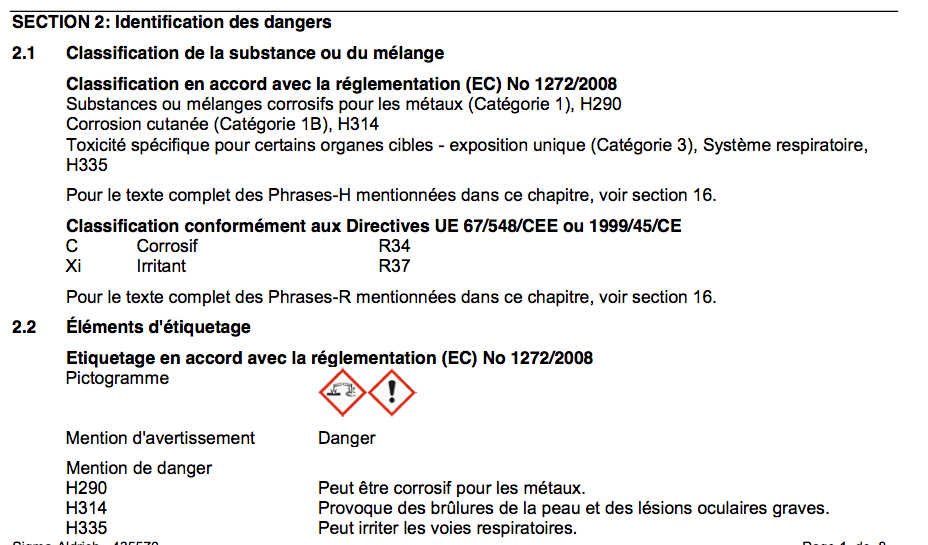 SECTION 2: Identification des dangers
2.1 Classification de la substance ou du mélange
Classification en accord avec la réglementation (EC) No 1272/2008
Substances ou mélanges corrosifs pour les métaux (Catégorie 1), H290
Corrosion cutanée (Catégorie 1B), H314
Toxicité spécifique pour certains organes cibles - exposition unique (Catégorie 3), Système respiratoire,
H335
Pour le texte complet des Phrases-H mentionnées dans ce chapitre, voir section 16.
Classification conformément aux Directives UE 67/548/CEE ou 1999/45/CE
C Corrosif R34
Xi Irritant R37
Pour le texte complet des Phrases-R mentionnées dans ce chapitre, voir section 16.
2.2 Éléments d'étiquetage
Etiquetage en accord avec la réglementation (EC) No 1272/2008
Pictogramme
Mention d'avertissement Danger
Mention de danger
H290 Peut être corrosif pour les métaux.
H314 Provoque des brûlures de la peau et des lésions oculaires graves.
H335 Peut irriter les voies respiratoires.